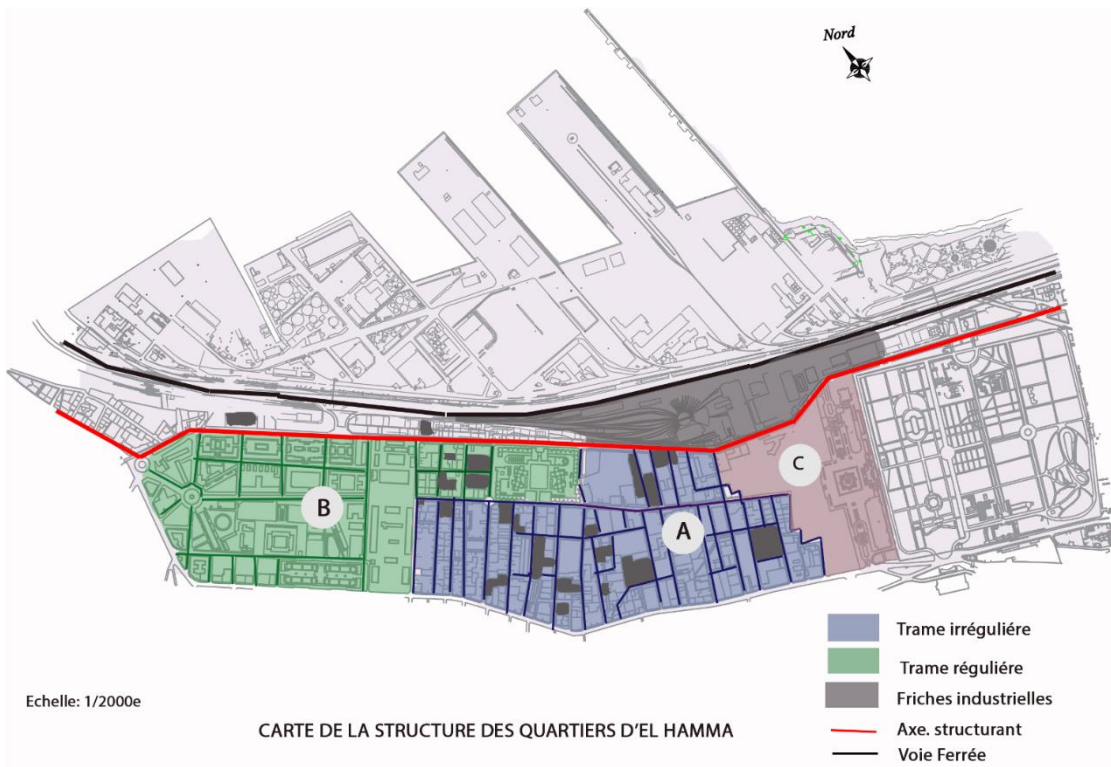 Nord
C
B
A
Trame irréguliére
Trame réguliére
Friches industrielles
Echelle: 1/2000e
CARTE DE LA STRUCTURE DES QUARTIERS D'EL HAMMA
Axe. structurant
Voie Ferrée